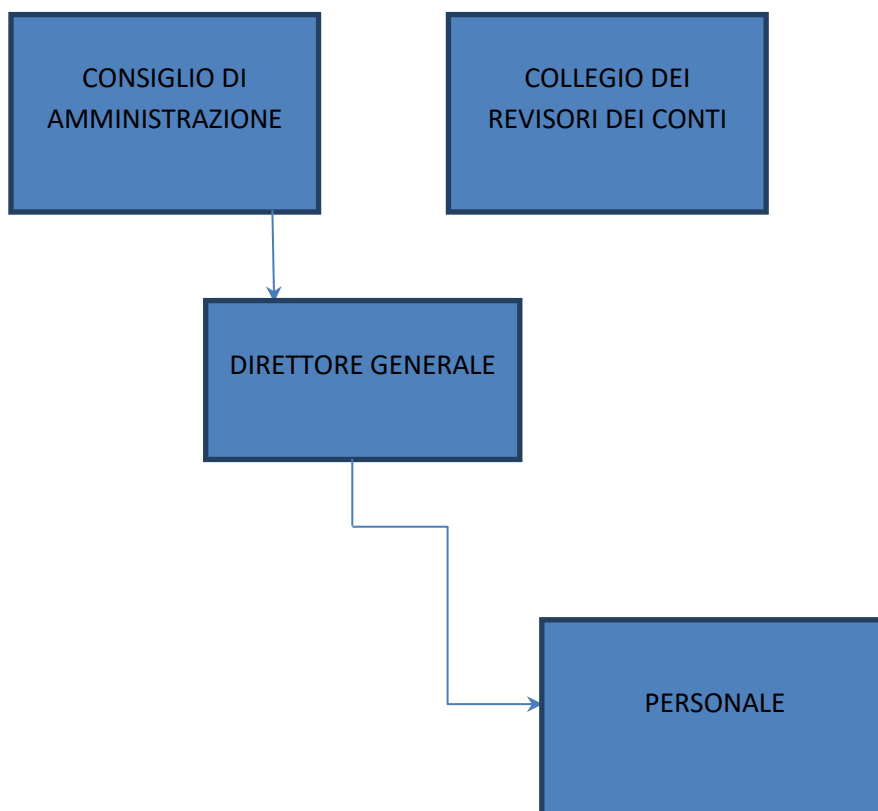 CONSIGLIO DI
AMMINISTRAZIONE
COLLEGIO DEI
REVISORI DEI CONTI
DIRETTORE GENERALE
PERSONALE